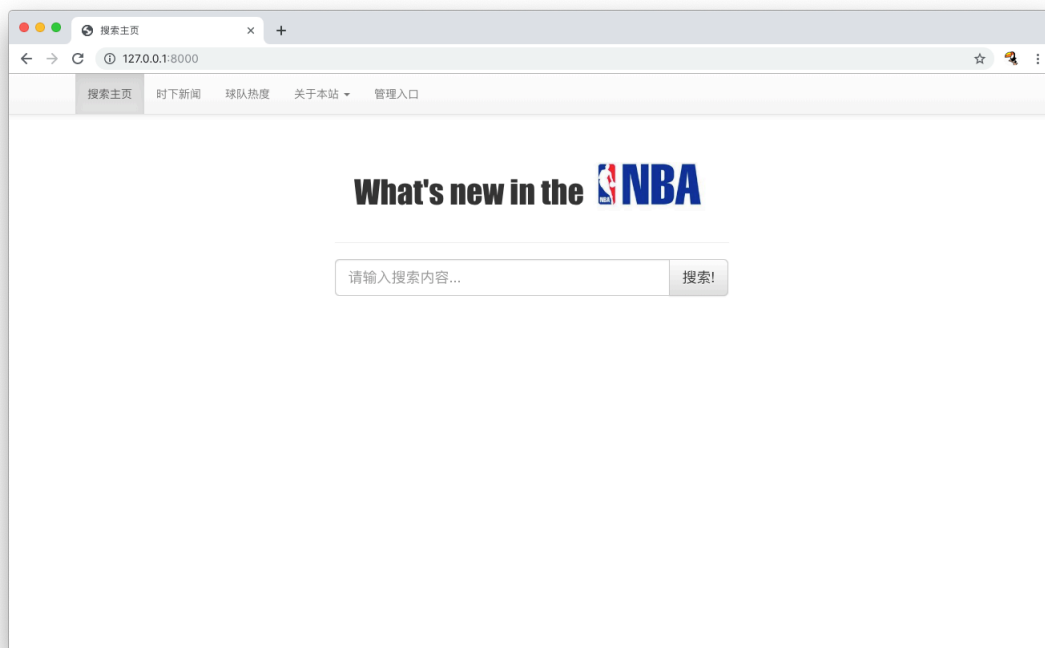 搜索主页
127.0.0.1:8000
搜索主页 时下新闻 球队热度 关于本站 管理入口
What's new in the NBA NBA
请输入搜索内容... 搜索!